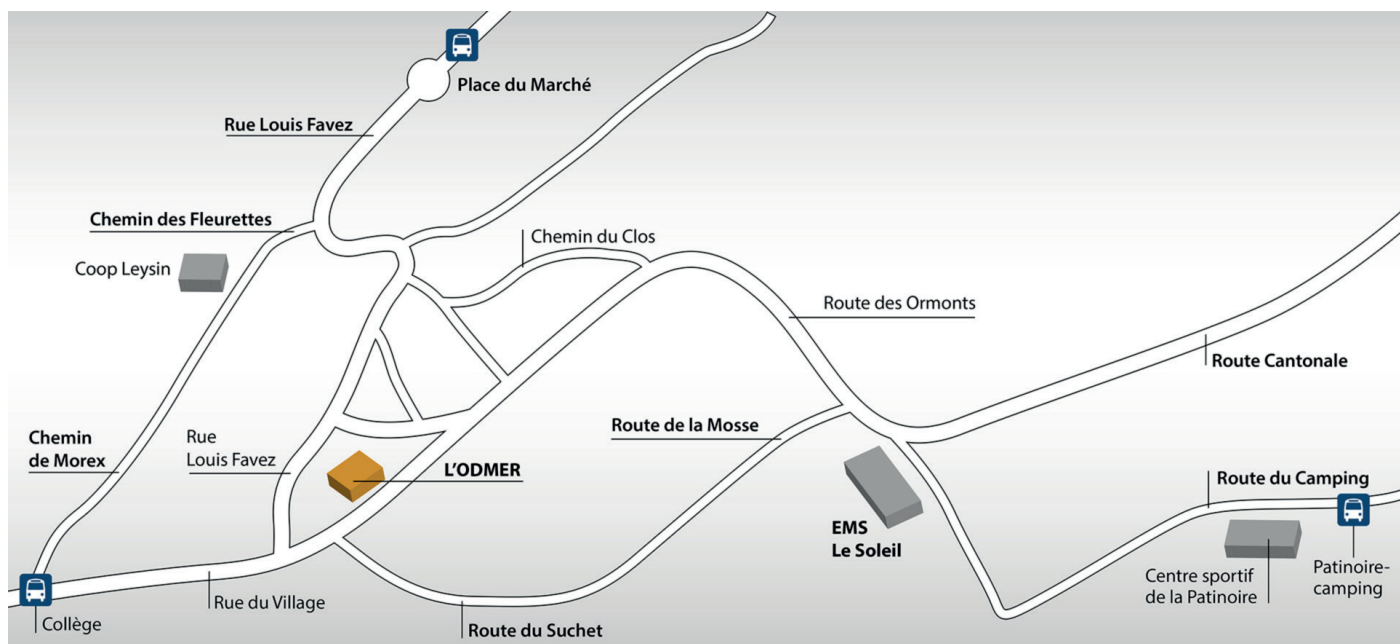 Place du Marché
Rue Louis Favez
Chemin des Fleurettes
Chemin du Clos
Coop Leysin
Route des Ormonts
Route Cantonale
Route de la Mosse
Chemin
de Morex
Rue
Louis Favez
L'ODMER
Route du Camping
EMS
Le Soleil
Centre sportif
de la Patinoire
Patinoire-
camping
Rue du Village
Collège
Route du Suchet